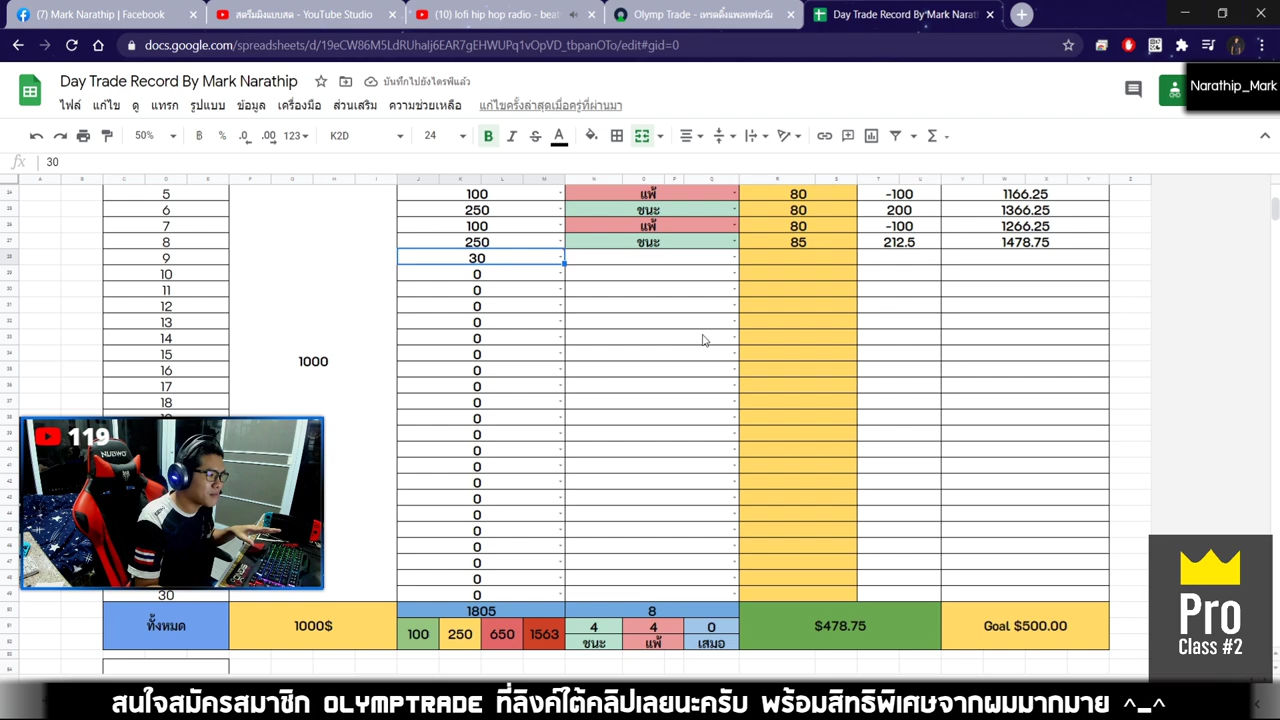 (7) Mark Narathip | Facebook
สตรีมมิงแบบสด - YouTube Studio
(10) lofi hip hop radio - beat
Olymp Trade - เทรดดิ้งแพลทฟอร์ม
Day Trade Record By Mark Narath
docs.google.com/spreadsheets/d/19eCW86M5LdRUhaIj6EAR7gEHWUPq1vOpVD_tbpanOTo/edit#gid=0
Day Trade Record By Mark Narathip
บันทึกไปยังไดรฟ์แล้ว
Narathip_Mark
ไฟล์ แก้ไข ดู แทรก รูปแบบ ข้อมูล เครื่องมือ ส่วนเสริม ความช่วยเหลือ แก้ไขครั้งล่าสุดเมื่อครู่ที่ผ่านมา
50% ฿ % .0 .00 123 K2D 24 B I S A Σ
fx 30
5 100 แพ้ 80 -100 1166.25
6 250 ชนะ 80 200 1366.25
7 100 แพ้ 80 -100 1266.25
8 250 ชนะ 85 212.5 1478.75
9 30
10 0
11 0
12 0
13 0
14 0
15 0
1000
16 0
17 0
18 0
0
119 0
0
0
0
0
0
0
0
0
0
0
30 0
ทั้งหมด 1000$ 1805 8 $478.75 Goal $500.00
100 250 650 1563 4 4 0
ชนะ แพ้ เสมอ
Pro
Class #2
สนใจสมัครสมาชิก OLYMPTRADE ที่ลิงค์ใต้คลิปเลยนะครับ พร้อมสิทธิพิเศษจากผมมากมาย ^_^